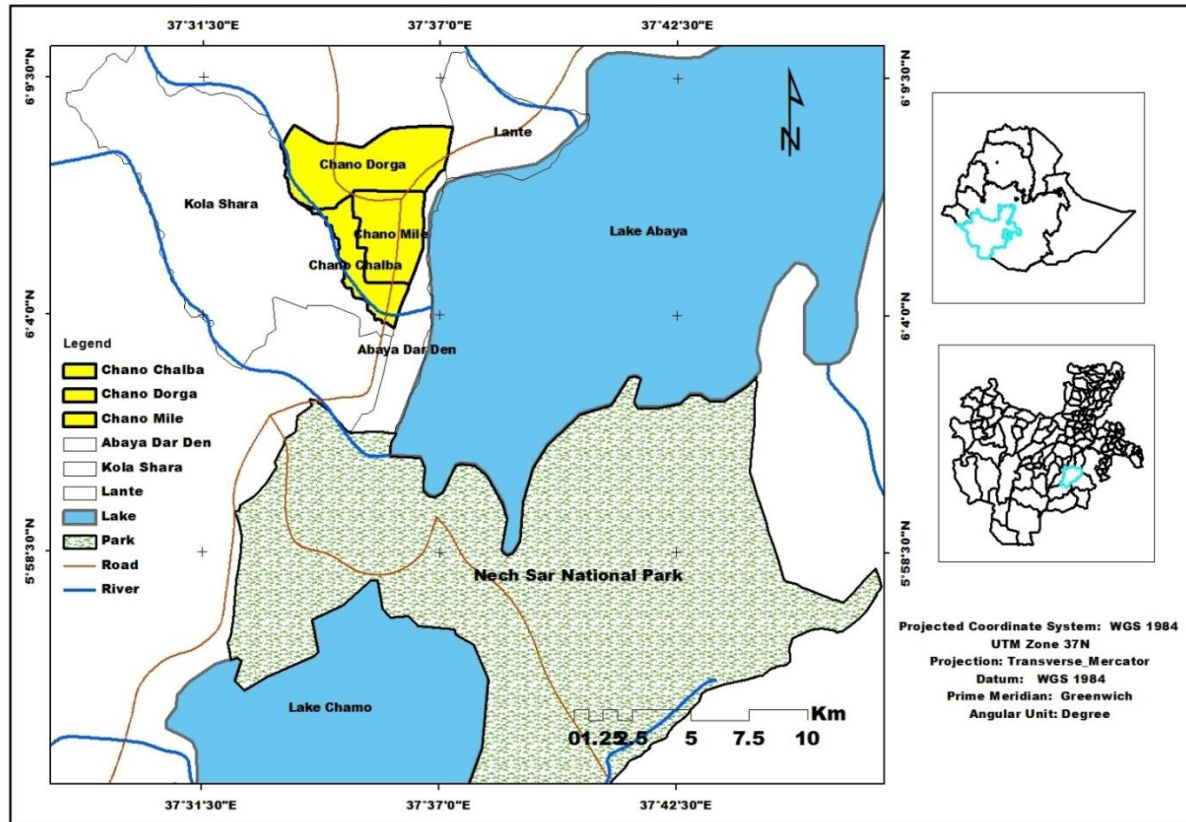 37°31'30"E 37°37'0"E 37°42'30"E
6°9'30"N 6°9'30"N
Lante
Chano Dorga
N
Kola Shara
Chano Mile
Lake Abaya
Chano Chalba
6°4'0"N 6°4'0"N
Abaya Dar Den
Legend
Chano Chalba
Chano Dorga
Chano Mile
Abaya Dar Den
Kola Shara
Lante
Lake
Park
Road
River
5°58'30"N 5°58'30"N
Nech Sar National Park
Lake Chamo
Km
0 1.25 2.5 5 7.5 10
37°31'30"E 37°37'0"E 37°42'30"E
Projected Coordinate System: WGS 1984
UTM Zone 37N
Projection: Transverse_Mercator
Datum: WGS 1984
Prime Meridian: Greenwich
Angular Unit: Degree